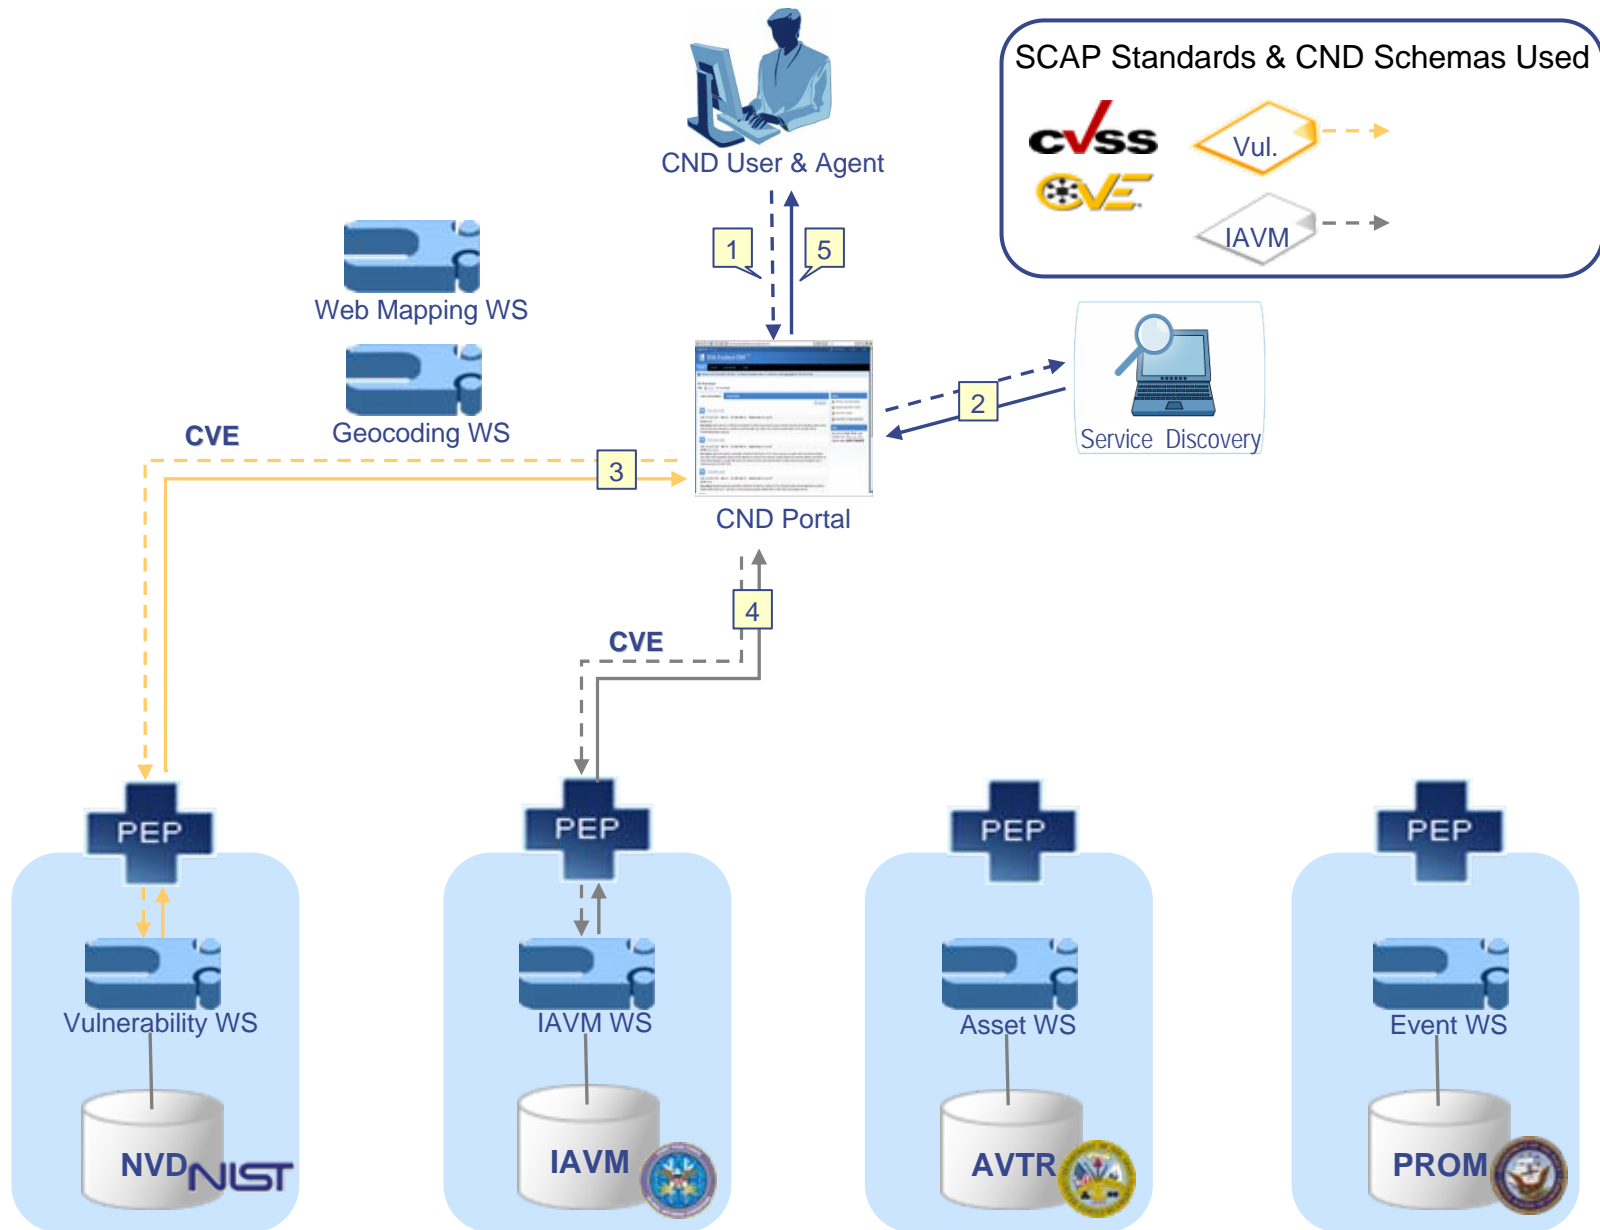 SCAP Standards & CND Schemas Used
cvss
CVE
Vul.
IAVM
CND User & Agent
1
5
Web Mapping WS
Geocoding WS
2
Service Discovery
CVE
3
CND Portal
4
CVE
PEP
PEP
PEP
PEP
Vulnerability WS
IAVM WS
Asset WS
Event WS
NVD
NIST
IAVM
AVTR
PROM